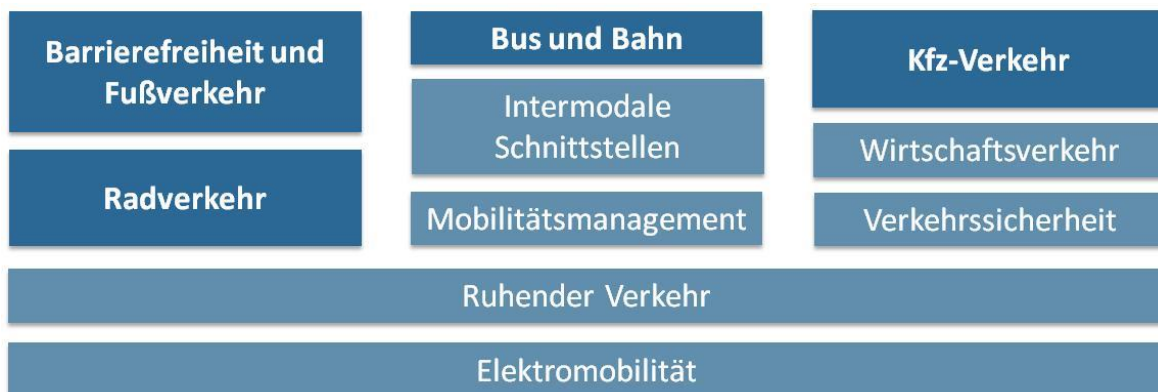 Barrierefreiheit und
Fußverkehr
Radverkehr
Bus und Bahn
Intermodale
Schnittstellen
Mobilitätsmanagement
Kfz-Verkehr
Wirtschaftsverkehr
Verkehrssicherheit
Ruhender Verkehr
Elektromobilität